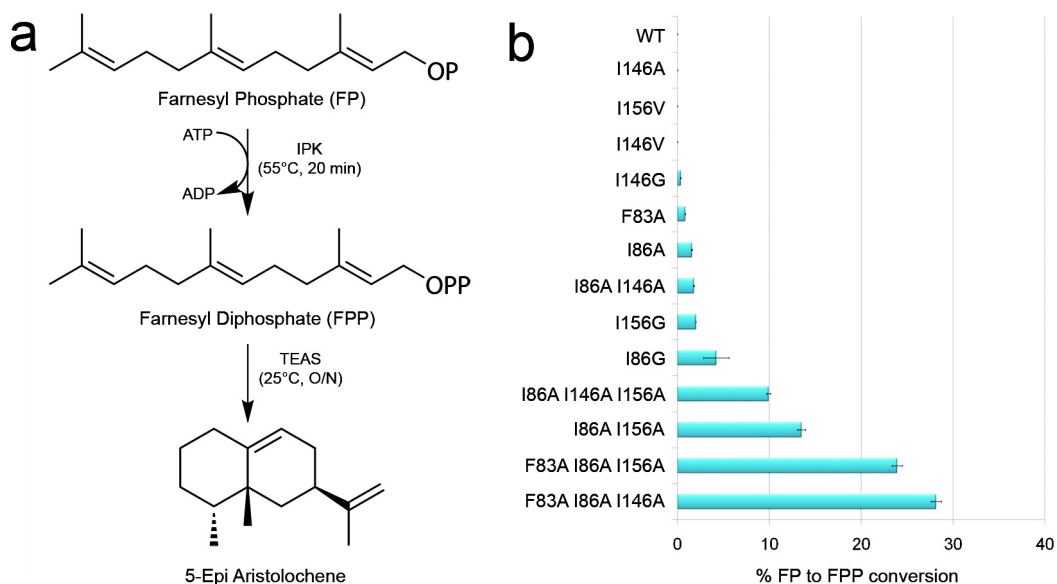 a
OP
Farnesyl Phosphate (FP)
ATP
IPK
(55°C, 20 min)
ADP
OPP
Farnesyl Diphosphate (FPP)
TEAS
(25°C, O/N)
5-Epi Aristolochene
b
WT
I146A
I156V
I146V
I146G
F83A
I86A
I86A I146A
I156G
I86G
I86A I146A I156A
I86A I156A
F83A I86A I156A
F83A I86A I146A
0 10 20 30 40
% FP to FPP conversion